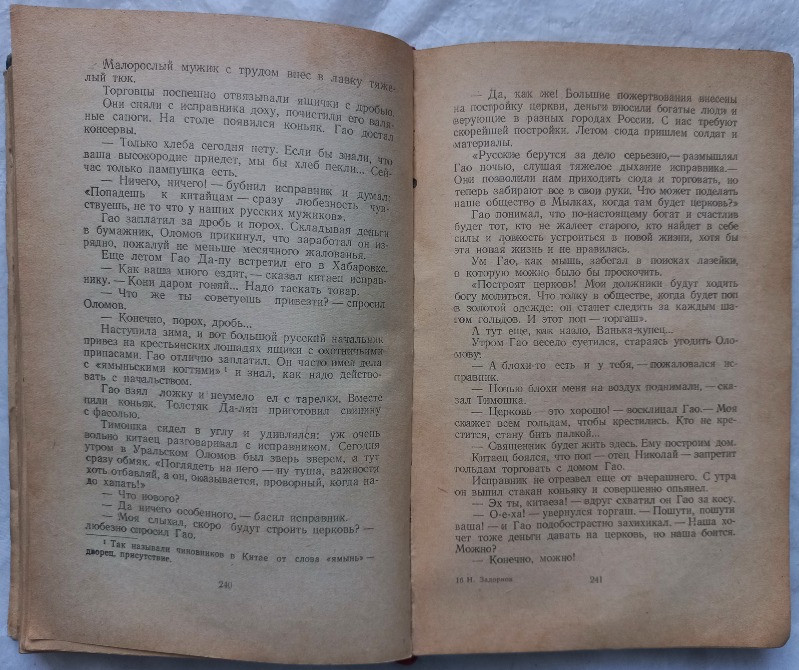 Малорослый мужик с трудом внес в лавку тяже-
лый тюк.
Торговцы поспешно отвязывали ящички с дробью.
Они сняли с исправника доху, почистили его валя-
ные сапоги. На столе появился коньяк. Гао достал
консервы.
— Только хлеба сегодня нету. Если бы знали, что
ваша высокородие приедет, мы бы хлеб пекли... Сей-
час только пампушка есть.
— Ничего, ничего! — бубнил исправник и думал:
«Попадешь к китайцам — сразу любезность чув-
ствуешь, не то что у наших русских мужиков».
Гао заплатил за дробь и порох. Складывая деньги
в бумажник, Оломов прикинул, что заработал он из-
рядно, пожалуй не меньше месячного жалованья.
Еще летом Гао Да-пу встретил его в Хабаровке.
— Как ваша много ездит, — сказал китаец исправ-
нику. — Кони даром гоняй... Надо таскать товар.
— Что же ты советуешь привезти? — спросил
Оломов.
— Конечно, порох, дробь...
Наступила зима, и вот большой русский начальник
привез на крестьянских лошадях ящики с охотничьими
припасами. Гао отлично заплатил. Он часто имел дела
с «ямыньскими когтями» ¹ и знал, как надо действо-
вать с начальством.
Гао взял ложку и неумело ел с тарелки. Вместе
пили коньяк. Толстяк Да-лян приготовил свинину
с фасолью.
Тимошка сидел в углу и удивлялся: уж очень
вольно китаец разговаривал с исправником. Сегодня
утром в Уральском Оломов был зверь зверем, а тут
сразу обмяк. «Поглядеть на него — ну туша, важности
хоть отбавляй, а он, оказывается, проворный, когда на-
до хапать!»
— Что нового?
— Да ничего особенного, — басил исправник.
— Моя слыхал, скоро будут строить церковь? —
любезно спросил Гао.
¹ Так называли чиновников в Китае от слова «ямынь» —
дворец, присутствие.
240
— Да, как же! Большие пожертвования внесены
на постройку церкви, деньги вносили богатые люди и
верующие в разных городах России. С нас требуют
скорейшей постройки. Летом сюда пришлем солдат и
материалы.
«Русские берутся за дело серьезно,— размышлял
Гао ночью, слушая тяжелое дыхание исправника.—
Они позволили нам приходить сюда и торговать, но
теперь забирают все в свои руки. Что может поделать
наше общество в Мылках, когда там будет церковь?»
Гао понимал, что по-настоящему богат и счастлив
будет тот, кто не жалеет старого, кто найдет в себе
силы и ловкость устроиться в новой жизни, хотя бы
эта новая жизнь и не нравилась.
Ум Гао, как мышь, забегал в поисках лазейки,
в которую можно было бы проскочить.
«Построят церковь! Мои должники будут ходить
богу молиться. Что толку в обществе, когда будет поп
в золотой одежде: он станет следить за каждым ша-
гом гольдов. И этот поп — торгаш».
А тут еще, как назло, Ванька-купец...
Утром Гао весело суетился, стараясь угодить Оло-
мову.
— А блохи-то есть и у тебя, — пожаловался ис-
правник.
— Ночью блохи меня на воздух поднимали, — ска-
зал Тимошка.
— Церковь — это хорошо! — восклицал Гао.— Моя
скажет всем гольдам, чтобы крестились. Кто не кре-
стится, стану бить палкой...
— Священник будет жить здесь. Ему построим дом.
Китаец боялся, что поп — отец Николай — запретит
гольдам торговать с домом Гао.
Исправник не отрезвел еще от вчерашнего. С утра
он выпил стакан коньяку и совершенно опьянел.
— Эх ты, китаеза! — вдруг схватил он Гао за косу.
— О-е-ха! — увернулся торгаш. — Пошути, пошути
ваша! — и Гао подобострастно захихикал. — Наша хо-
чет тоже деньги давать на церковь, но наша боится.
Можно?
— Конечно, можно!
16 Н. Задорнов
241